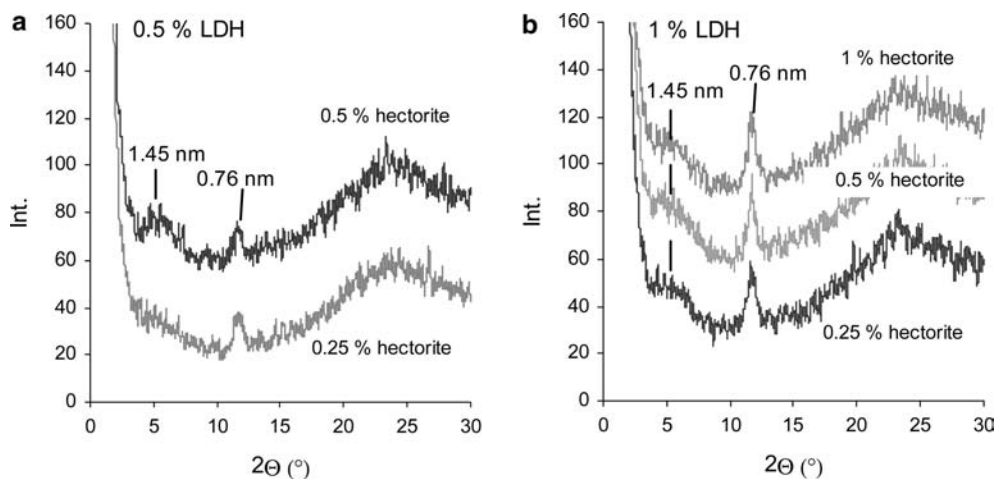 a
0.5 % LDH
160
140
120
100
80
60
40
20
0
Int.
1.45 nm
0.76 nm
0.5 % hectorite
0.25 % hectorite
0 5 10 15 20 25 30
2Θ (°)
b
1 % LDH
160
140
120
100
80
60
40
20
0
Int.
1.45 nm
0.76 nm
1 % hectorite
0.5 % hectorite
0.25 % hectorite
0 5 10 15 20 25 30
2Θ (°)